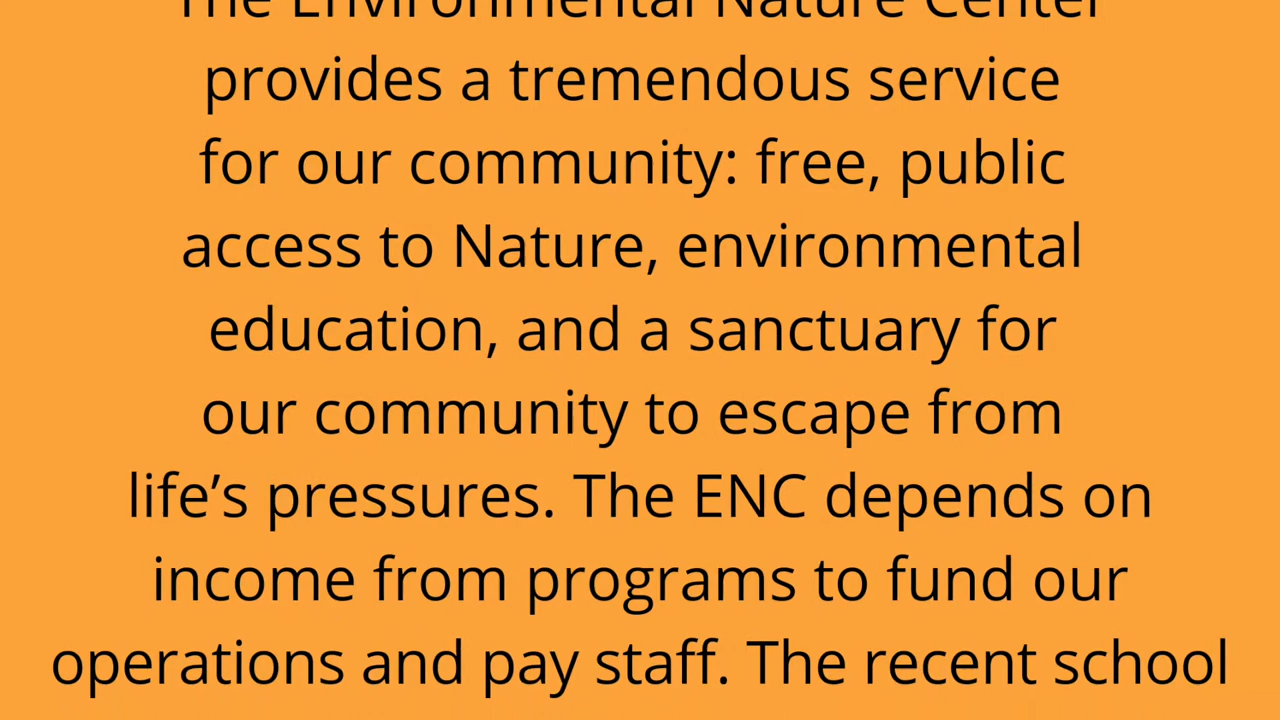 The Environmental Nature Center
provides a tremendous service
for our community: free, public
access to Nature, environmental
education, and a sanctuary for
our community to escape from
life’s pressures. The ENC depends on
income from programs to fund our
operations and pay staff. The recent school